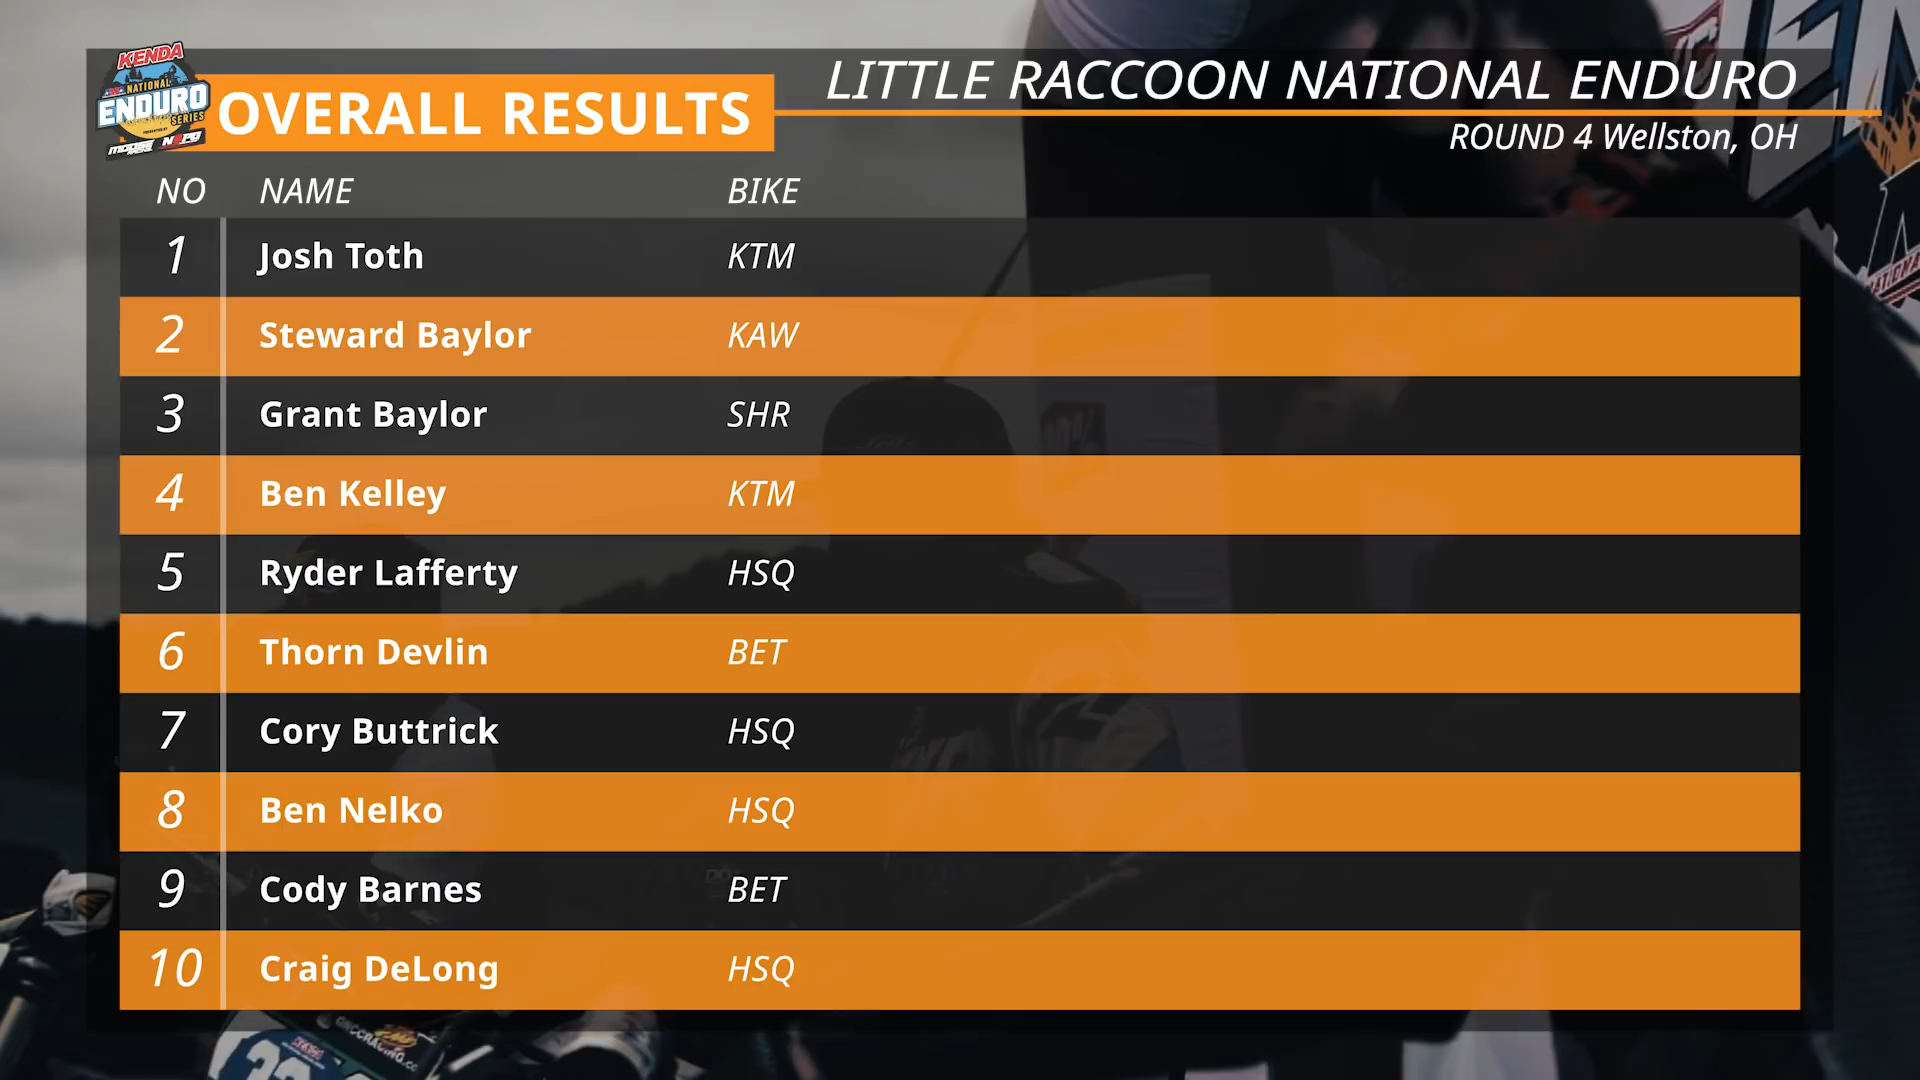 KENDA
NATIONAL
ENDURO
SERIES
PRESENTED BY
OVERALL RESULTS
LITTLE RACCOON NATIONAL ENDURO
ROUND 4 Wellston, OH
NO NAME BIKE
1 Josh Toth KTM
2 Steward Baylor KAW
3 Grant Baylor SHR
4 Ben Kelley KTM
5 Ryder Lafferty HSQ
6 Thorn Devlin BET
7 Cory Buttrick HSQ
8 Ben Nelko HSQ
9 Cody Barnes BET
10 Craig DeLong HSQ